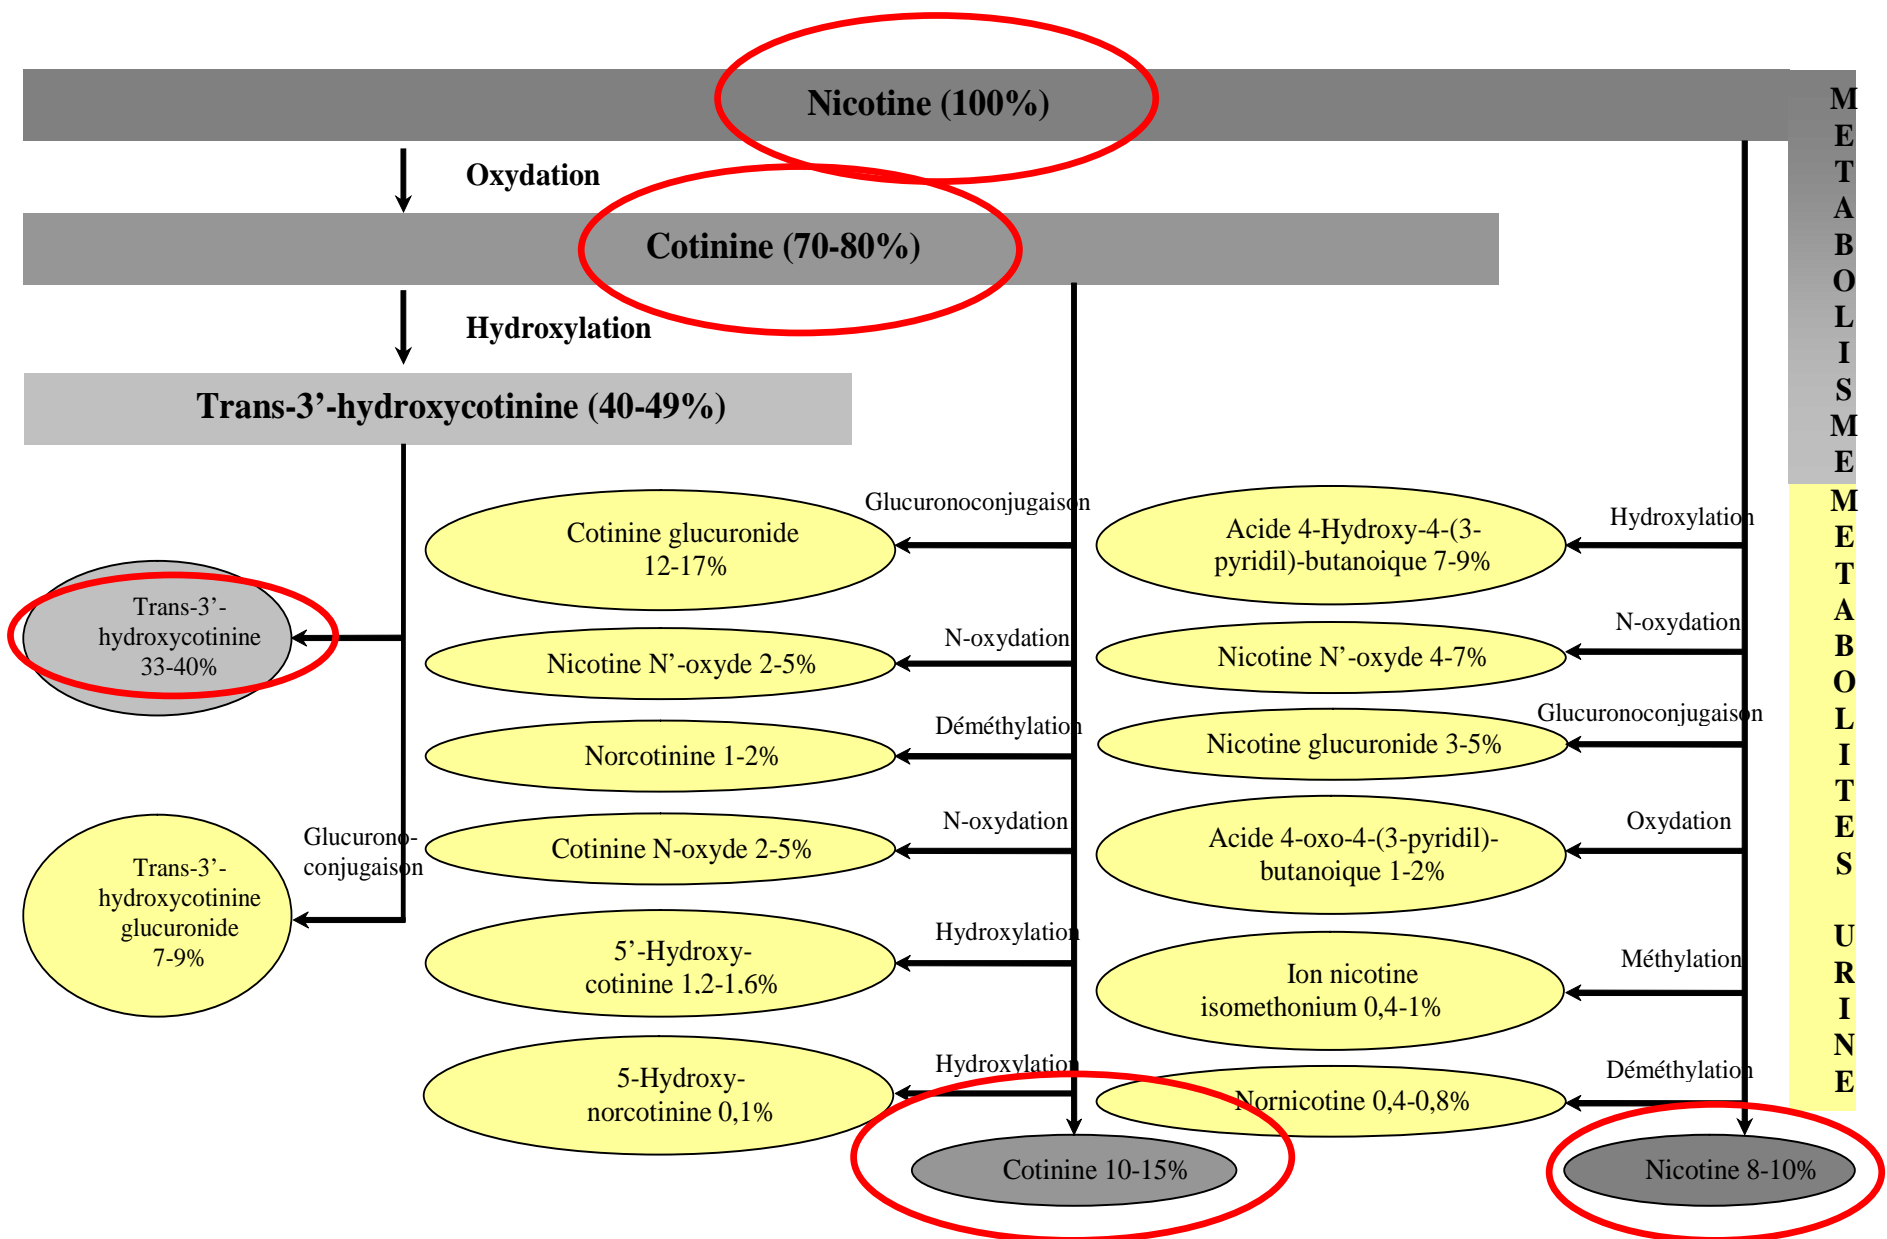 Nicotine (100%)
Oxydation
Cotinine (70-80%)
Hydroxylation
Trans-3’-hydroxycotinine (40-49%)
Trans-3’-
hydroxycotinine
33-40%
Glucurono-
conjugaison
Trans-3’-
hydroxycotinine
glucuronide
7-9%
Glucuronoconjugaison
Cotinine glucuronide
12-17%
N-oxydation
Nicotine N’-oxyde 2-5%
Déméthylation
Norcotinine 1-2%
N-oxydation
Cotinine N-oxyde 2-5%
Hydroxylation
5’-Hydroxy-
cotinine 1,2-1,6%
Hydroxylation
5-Hydroxy-
norcotinine 0,1%
Cotinine 10-15%
Hydroxylation
Acide 4-Hydroxy-4-(3-
pyridil)-butanoique 7-9%
N-oxydation
Nicotine N’-oxyde 4-7%
Glucuronoconjugaison
Nicotine glucuronide 3-5%
Oxydation
Acide 4-oxo-4-(3-pyridil)-
butanoique 1-2%
Méthylation
Ion nicotine
isomethonium 0,4-1%
Déméthylation
Nornicotine 0,4-0,8%
Nicotine 8-10%
METABOLISME
METABOLITES URINE